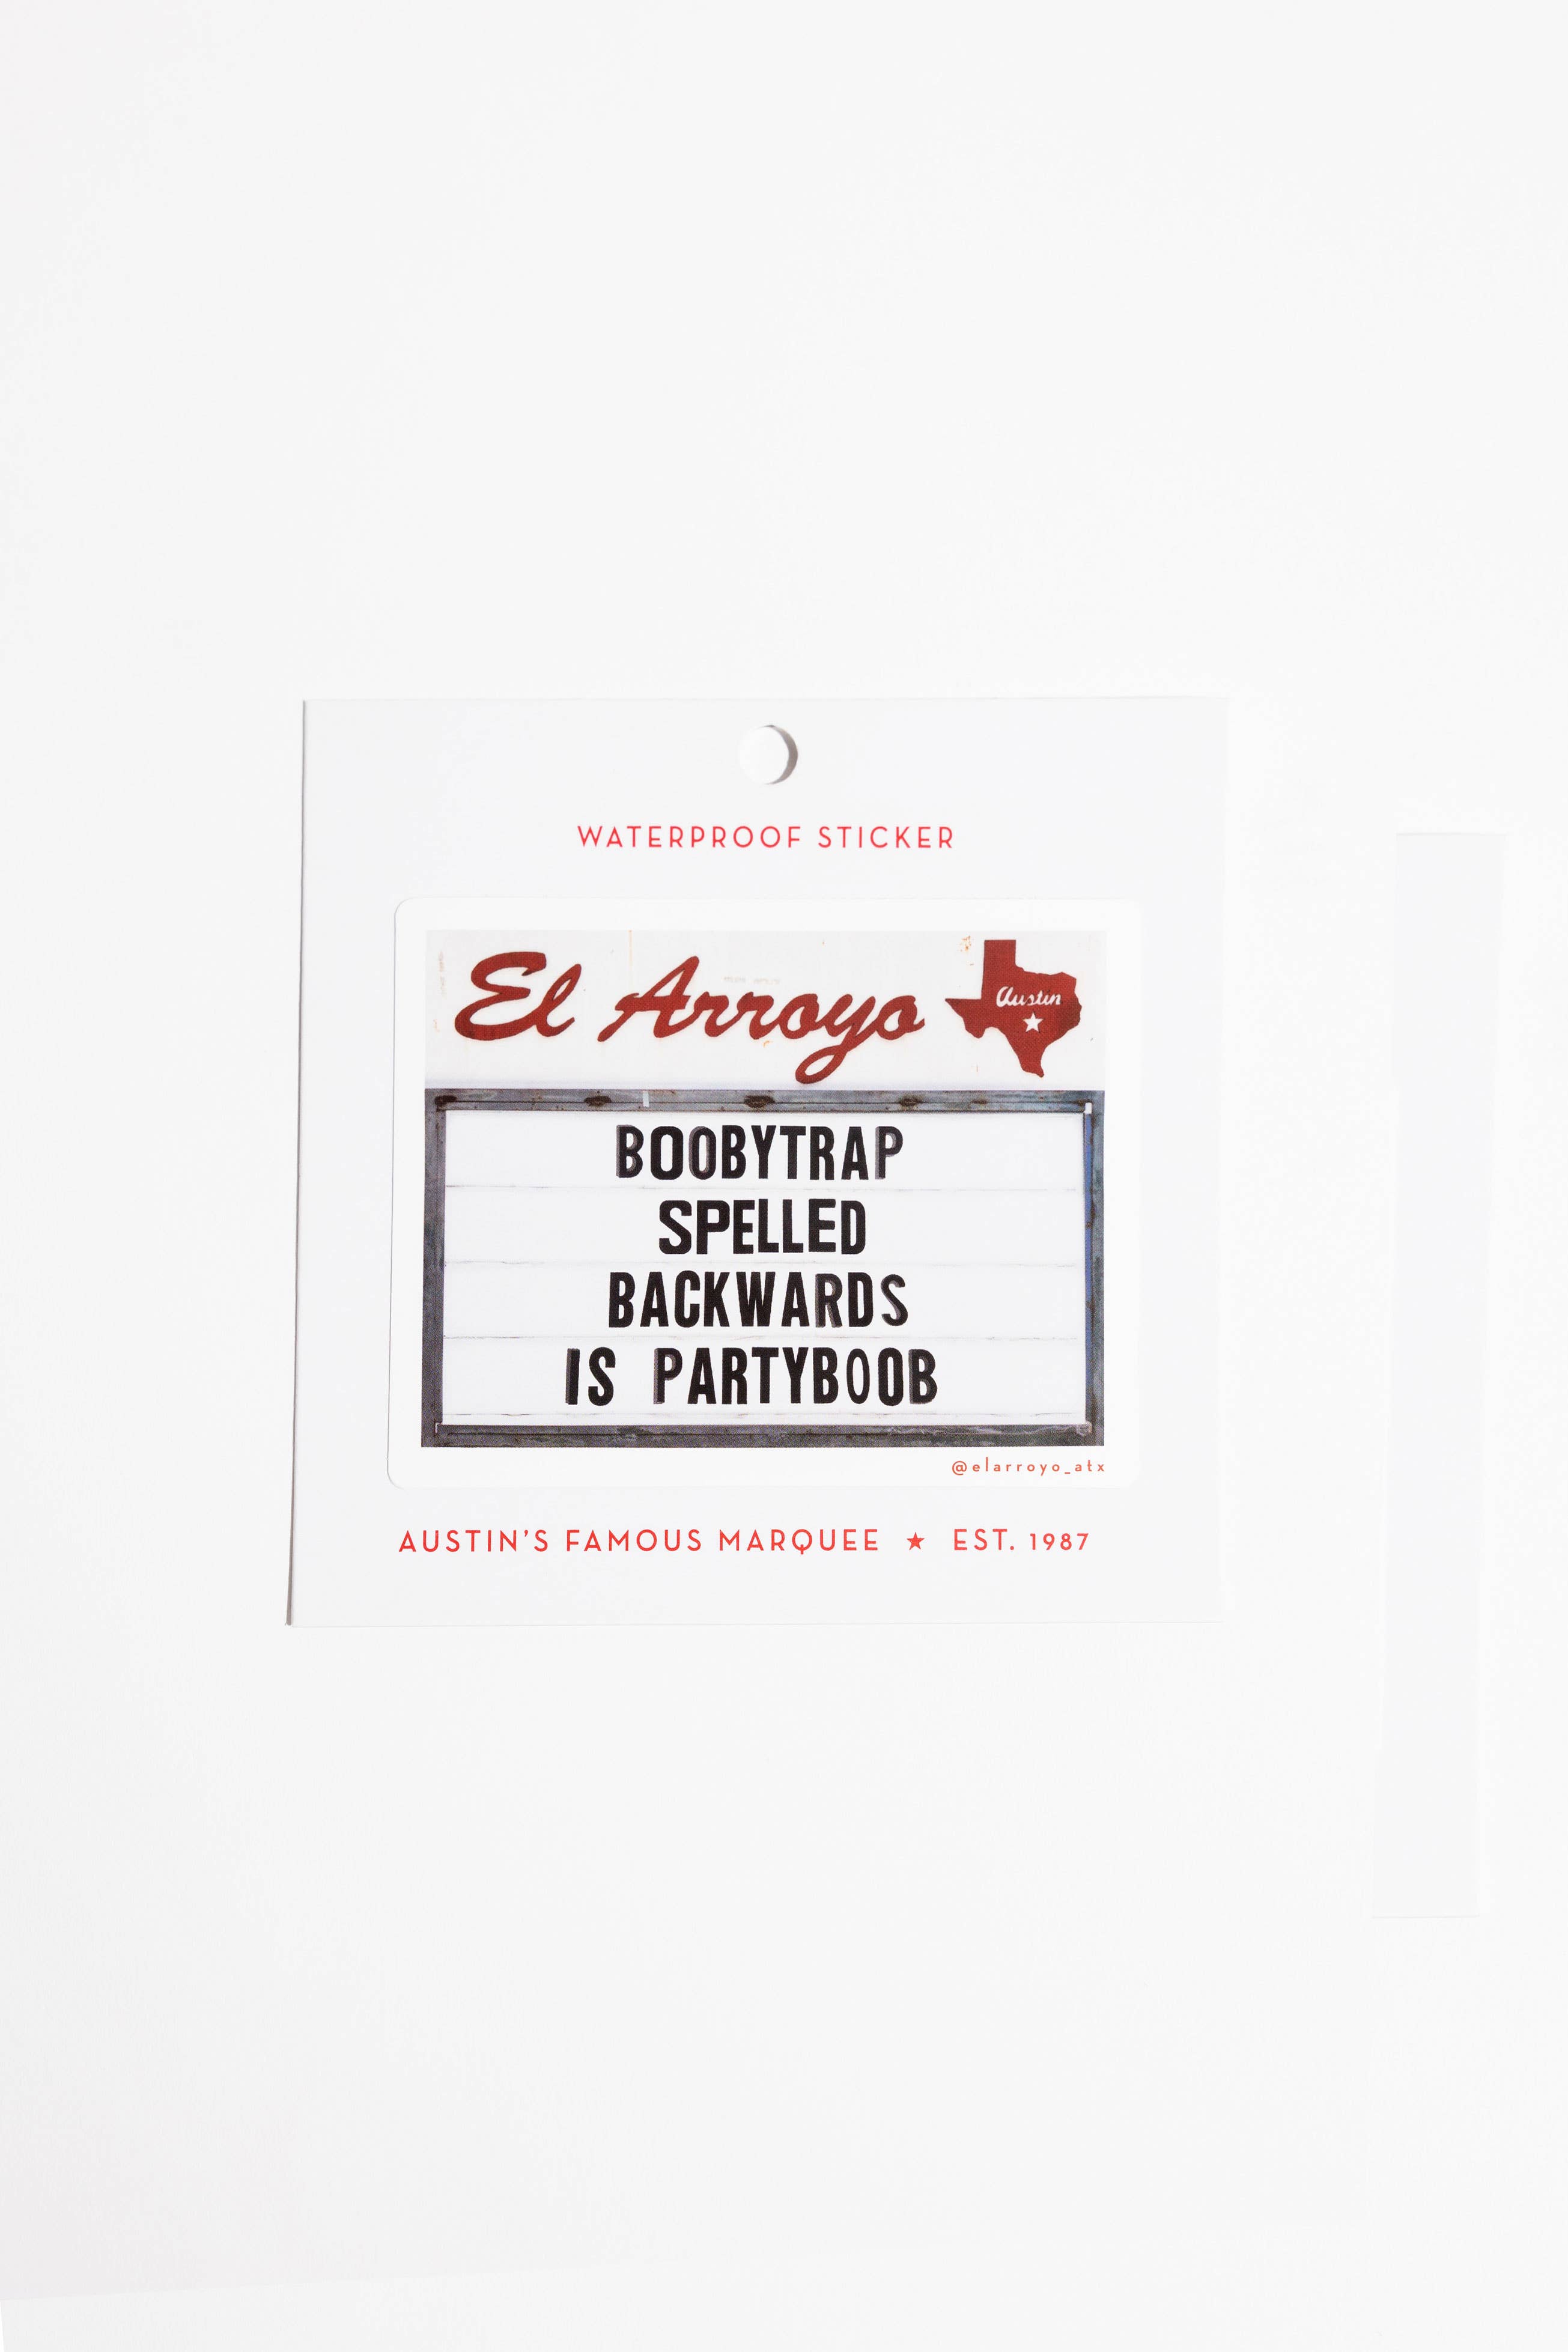 WATERPROOF STICKER
El Arroyo
Austin
BOOBYTRAP
SPELLED
BACKWARDS
IS PARTYBOOB
@elarroyo_atx
AUSTIN'S FAMOUS MARQUEE ★ EST. 1987